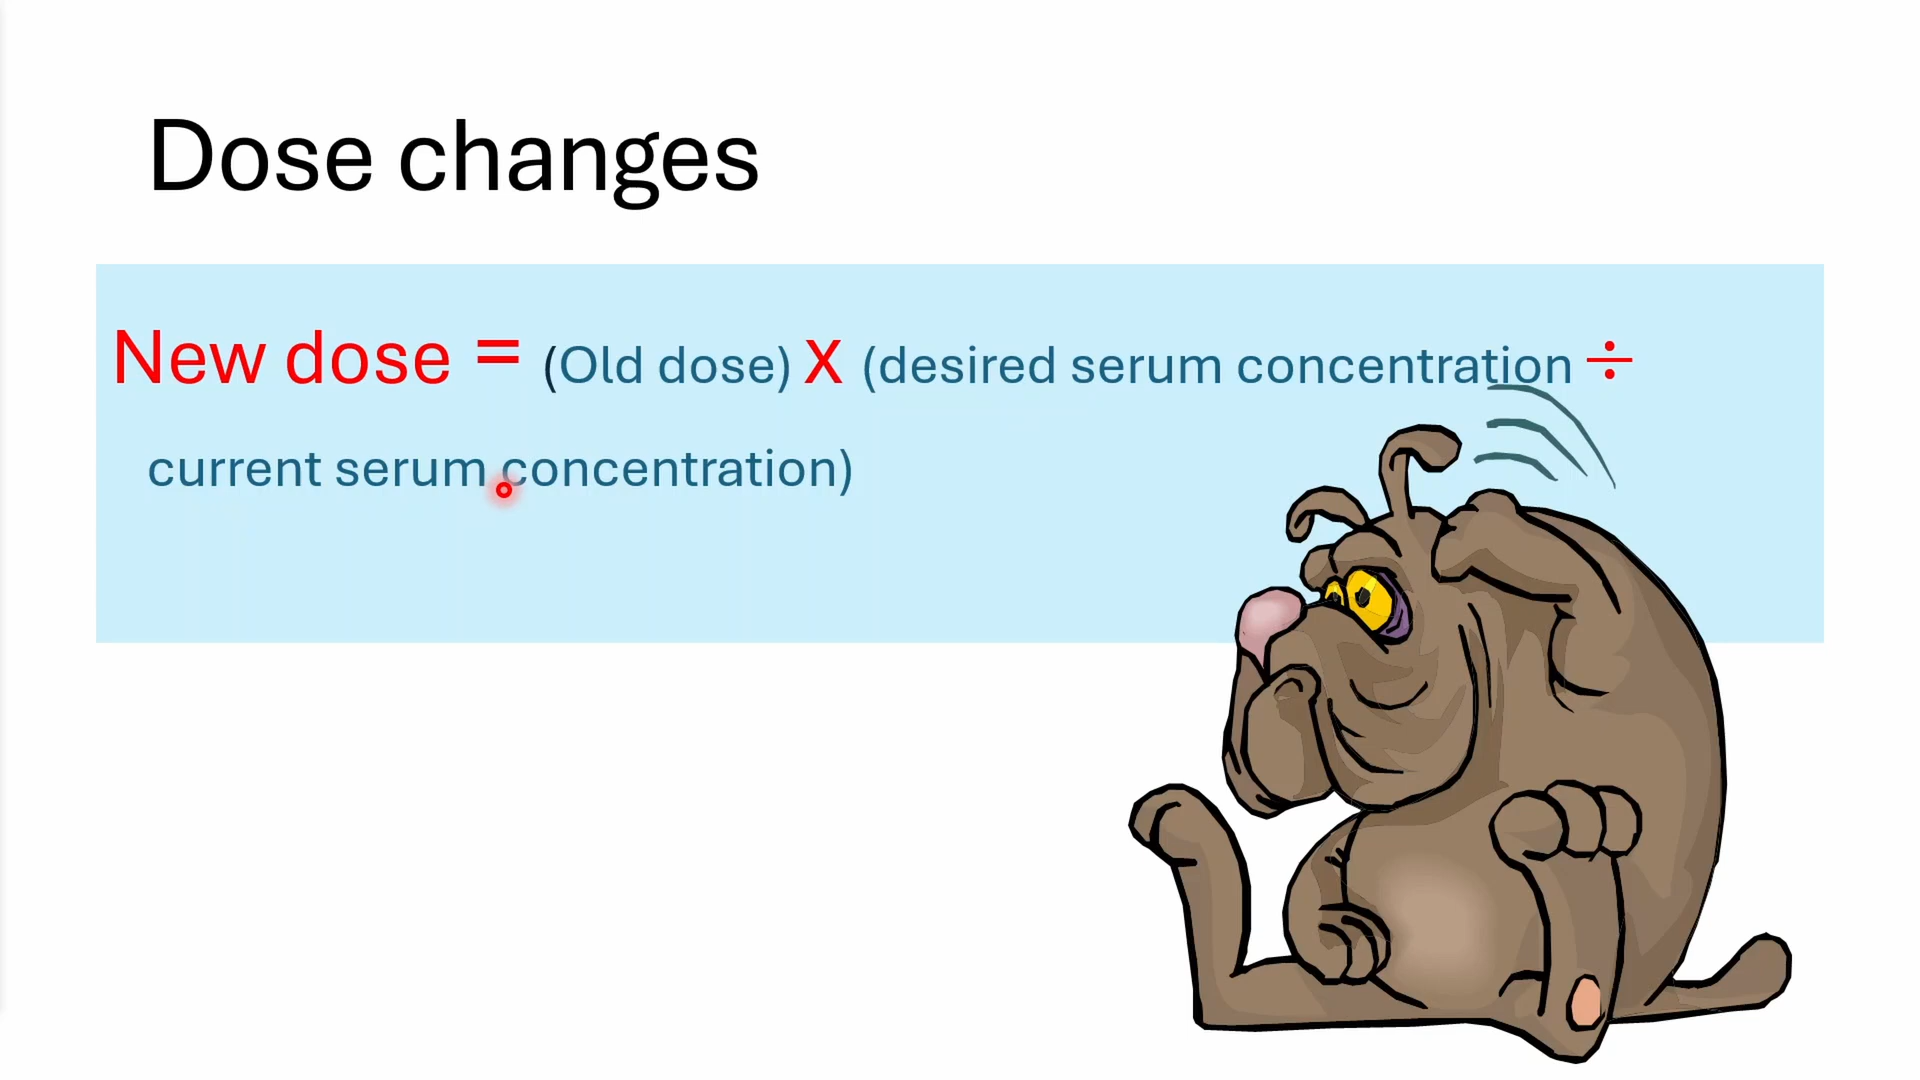 Dose changes
New dose = (Old dose) X (desired serum concentration ÷
current serum concentration)